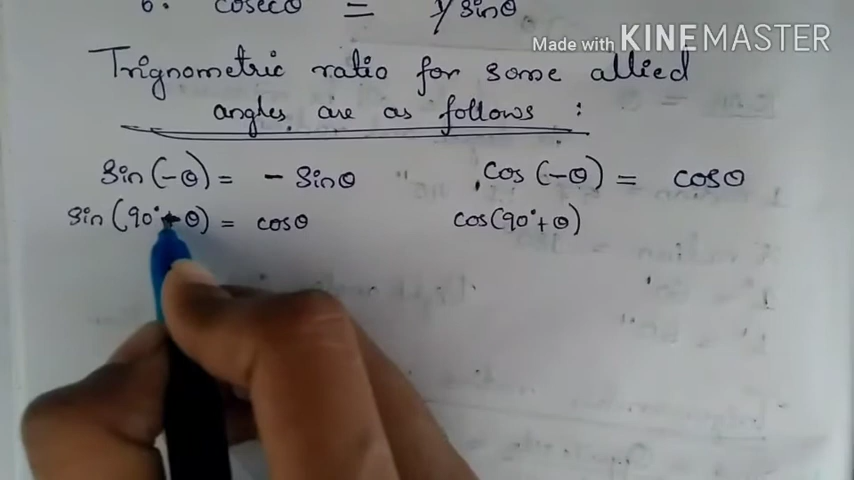 6. cosecθ = 1/sinθ
Made with KINEMASTER
Trignometric ratio for some allied
angles are as follows :
sin(-θ) = - sinθ cos(-θ) = cosθ
sin(90°+θ) = cosθ cos(90°+θ)